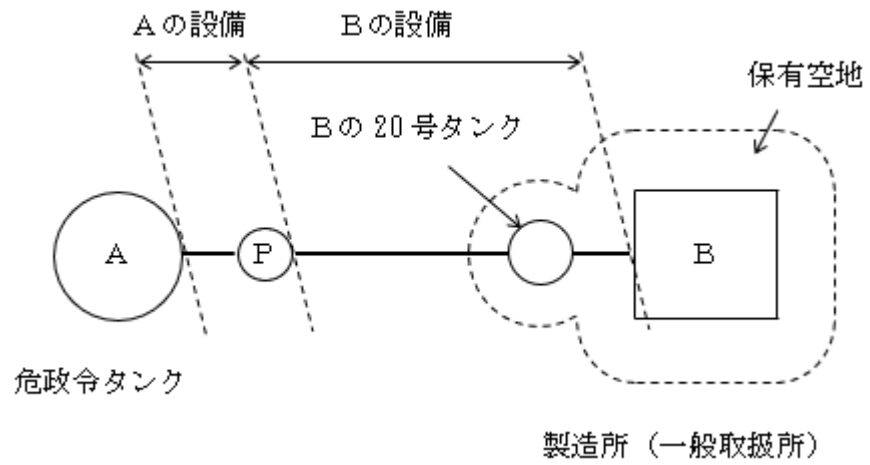 Ａの設備
Ｂの設備
保有空地
Ｂの20号タンク
Ａ
Ｐ
Ｂ
危政令タンク
製造所（一般取扱所）